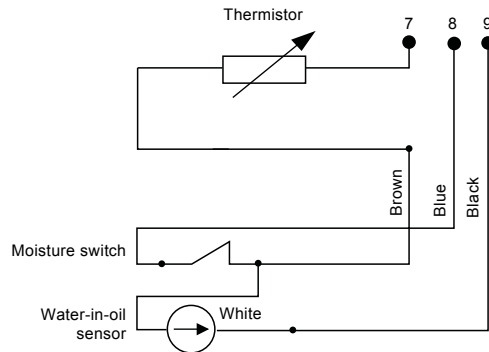 Thermistor
7 8 9
Brown
Blue
Black
Moisture switch
Water-in-oil
sensor
White